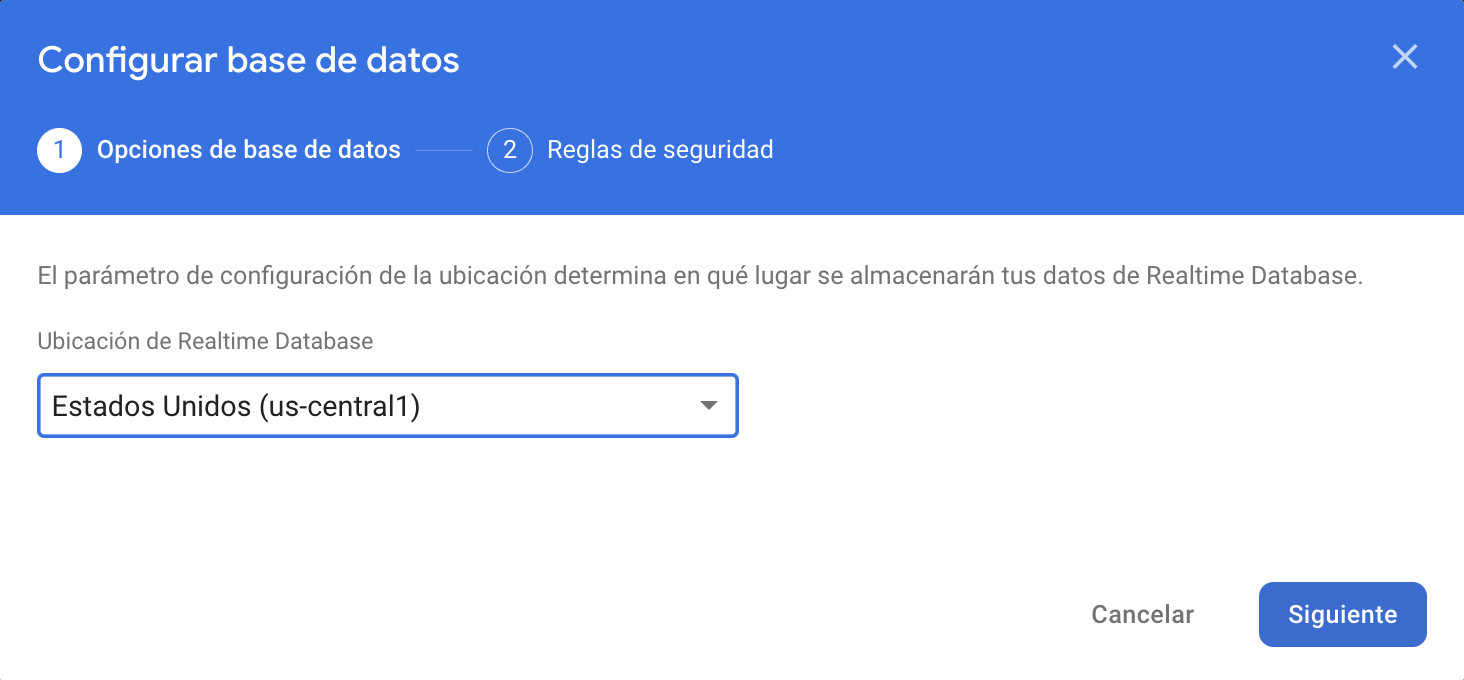 Configurar base de datos
1 Opciones de base de datos 2 Reglas de seguridad
El parámetro de configuración de la ubicación determina en qué lugar se almacenarán tus datos de Realtime Database.
Ubicación de Realtime Database
Estados Unidos (us-central1)
Cancelar Siguiente